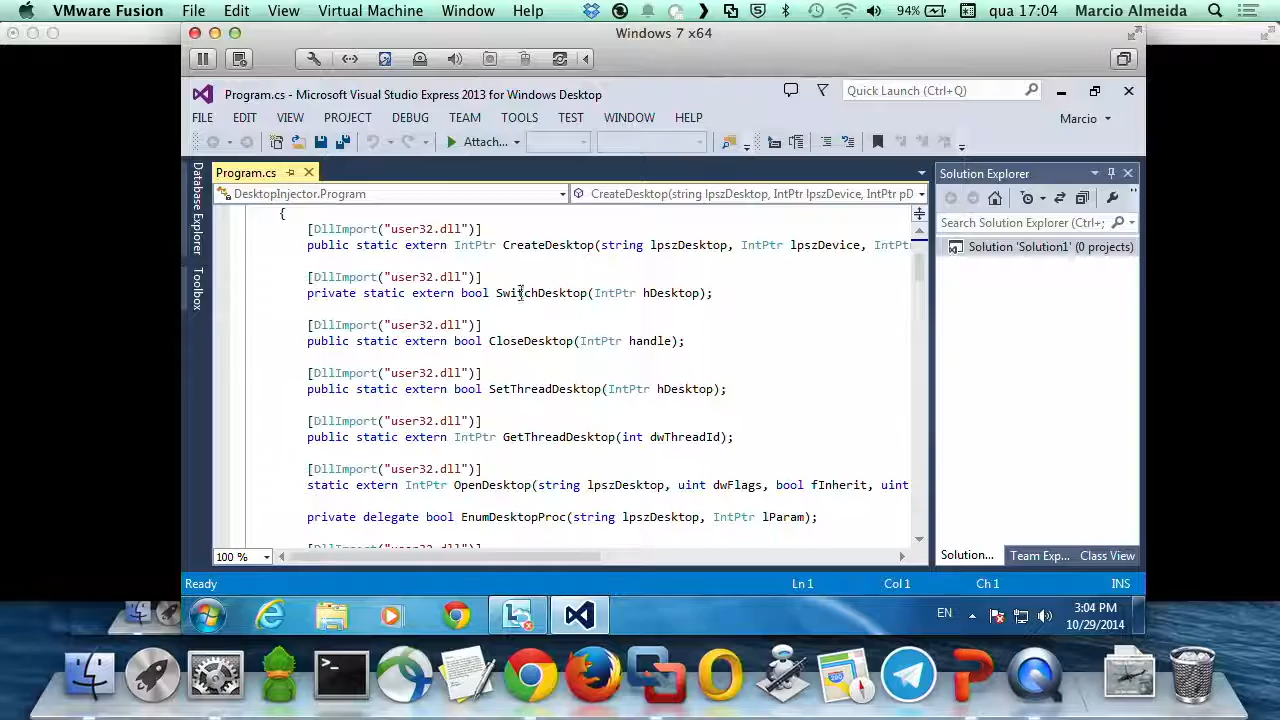 VMware Fusion File Edit View Virtual Machine Window Help 94% qua 17:04 Marcio Almeida
Windows 7 x64
Program.cs - Microsoft Visual Studio Express 2013 for Windows Desktop
Quick Launch (Ctrl+Q)
FILE EDIT VIEW PROJECT DEBUG TEAM TOOLS TEST WINDOW HELP Marcio
Attach...
Database Explorer
Toolbox
Program.cs
DesktopInjector.Program
CreateDesktop(string lpszDesktop, IntPtr lpszDevice, IntPtr pD
{
[DllImport("user32.dll")]
public static extern IntPtr CreateDesktop(string lpszDesktop, IntPtr lpszDevice, IntPt
[DllImport("user32.dll")]
private static extern bool SwitchDesktop(IntPtr hDesktop);
[DllImport("user32.dll")]
public static extern bool CloseDesktop(IntPtr handle);
[DllImport("user32.dll")]
public static extern bool SetThreadDesktop(IntPtr hDesktop);
[DllImport("user32.dll")]
public static extern IntPtr GetThreadDesktop(int dwThreadId);
[DllImport("user32.dll")]
static extern IntPtr OpenDesktop(string lpszDesktop, uint dwFlags, bool fInherit, uint
private delegate bool EnumDesktopProc(string lpszDesktop, IntPtr lParam);
[DllImport("user32.dll")]
100 %
Solution Explorer
Search Solution Explorer (Ctrl+;
Solution 'Solution1' (0 projects)
Solution... Team Exp... Class View
Ready Ln 1 Col 1 Ch 1 INS
EN
3:04 PM
10/29/2014